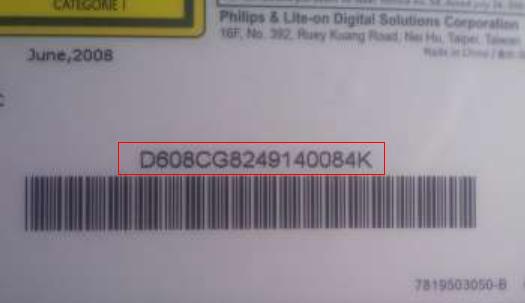 CATEGORIE 1
Philips & Lite-on Digital Solutions Corporation
16F, No. 392, Ruey Kuang Road, Nei Hu, Taipei, Taiwan
Made in China /
June,2008
C
D608CG8249140084K
7819503050-B